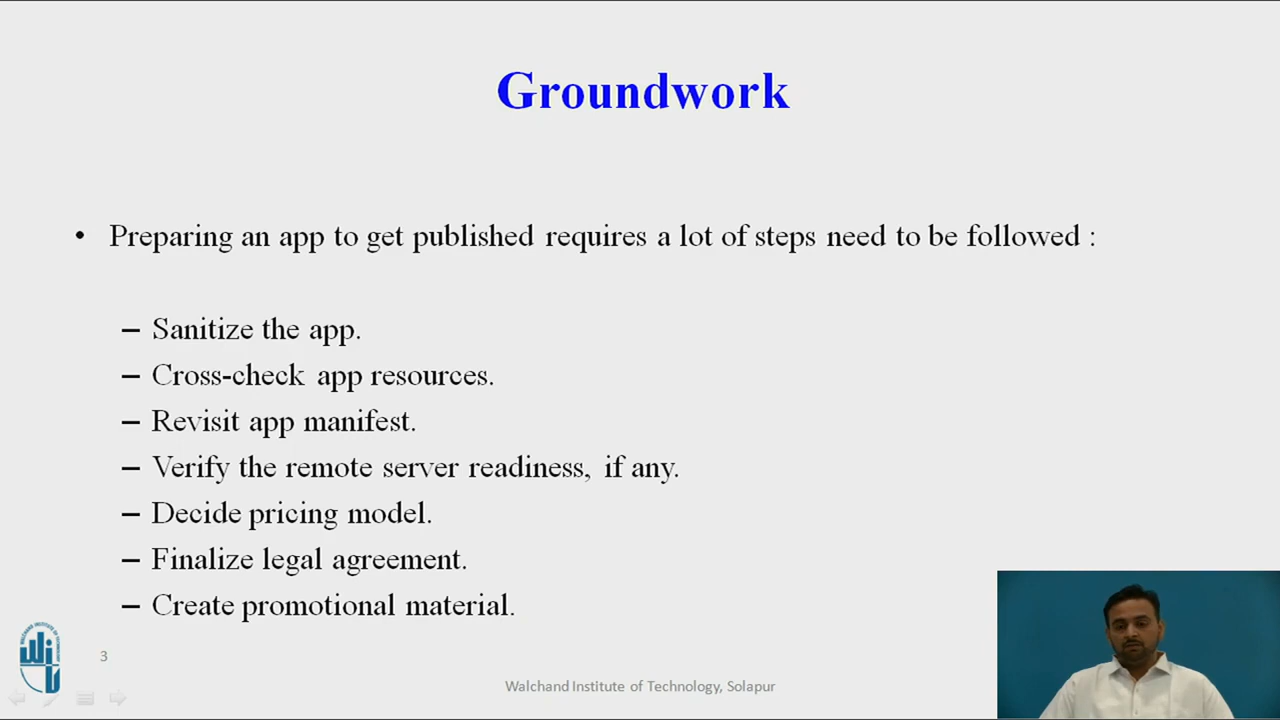 Groundwork
• Preparing an app to get published requires a lot of steps need to be followed :
– Sanitize the app.
– Cross-check app resources.
– Revisit app manifest.
– Verify the remote server readiness, if any.
– Decide pricing model.
– Finalize legal agreement.
– Create promotional material.
3
Walchand Institute of Technology, Solapur